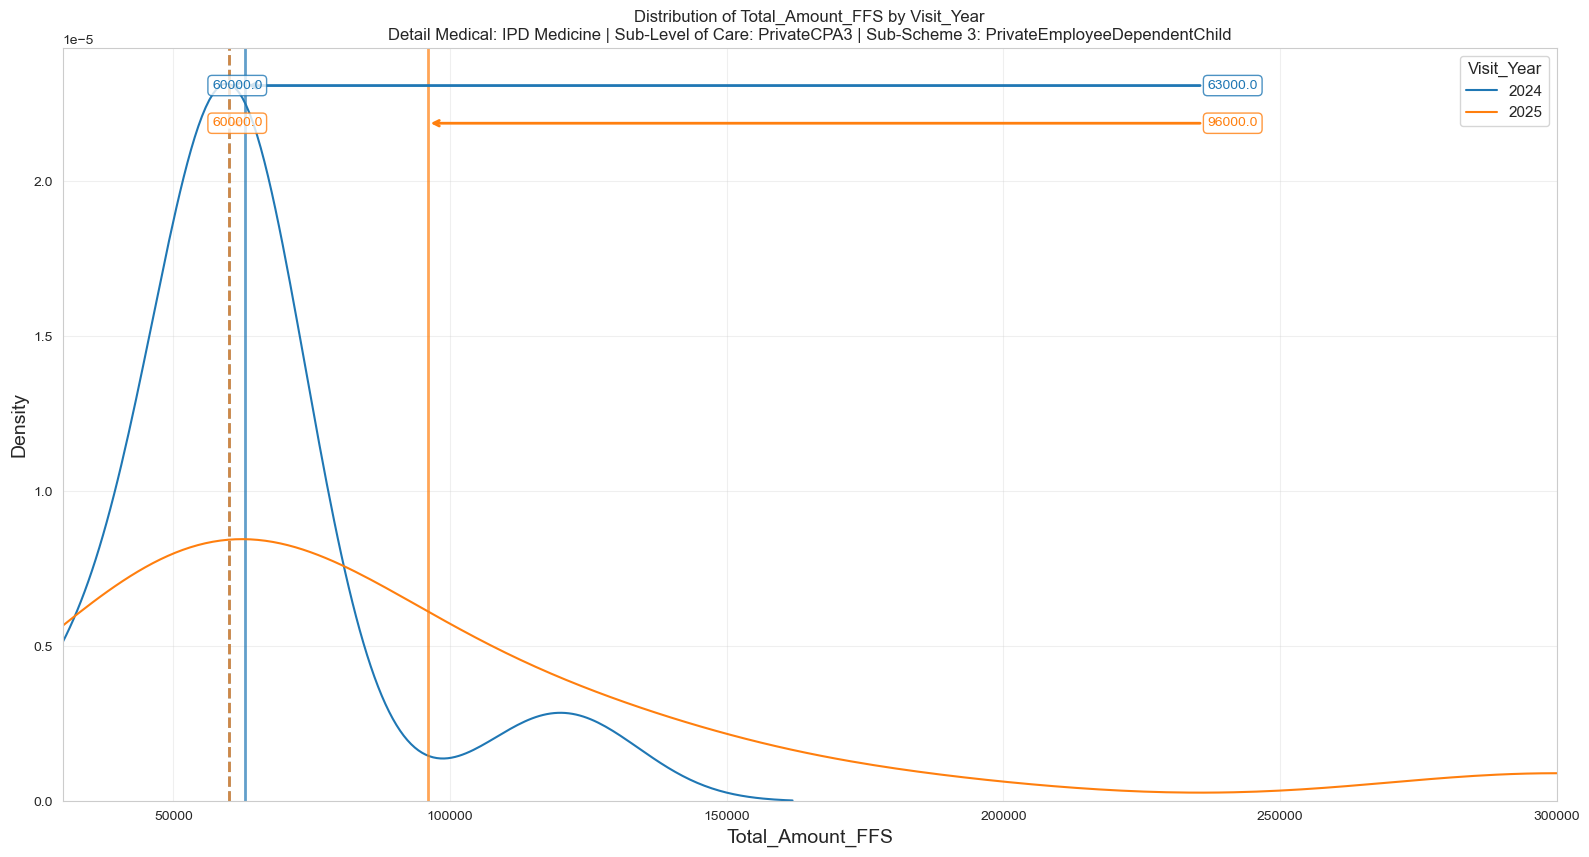 Distribution of Total_Amount_FFS by Visit_Year
Detail Medical: IPD Medicine | Sub-Level of Care: PrivateCPA3 | Sub-Scheme 3: PrivateEmployeeDependentChild
1e−5
60000.0
63000.0
60000.0
96000.0
Visit_Year
2024
2025
2.0
1.5
1.0
0.5
0.0
Density
50000
100000
150000
200000
250000
300000
Total_Amount_FFS